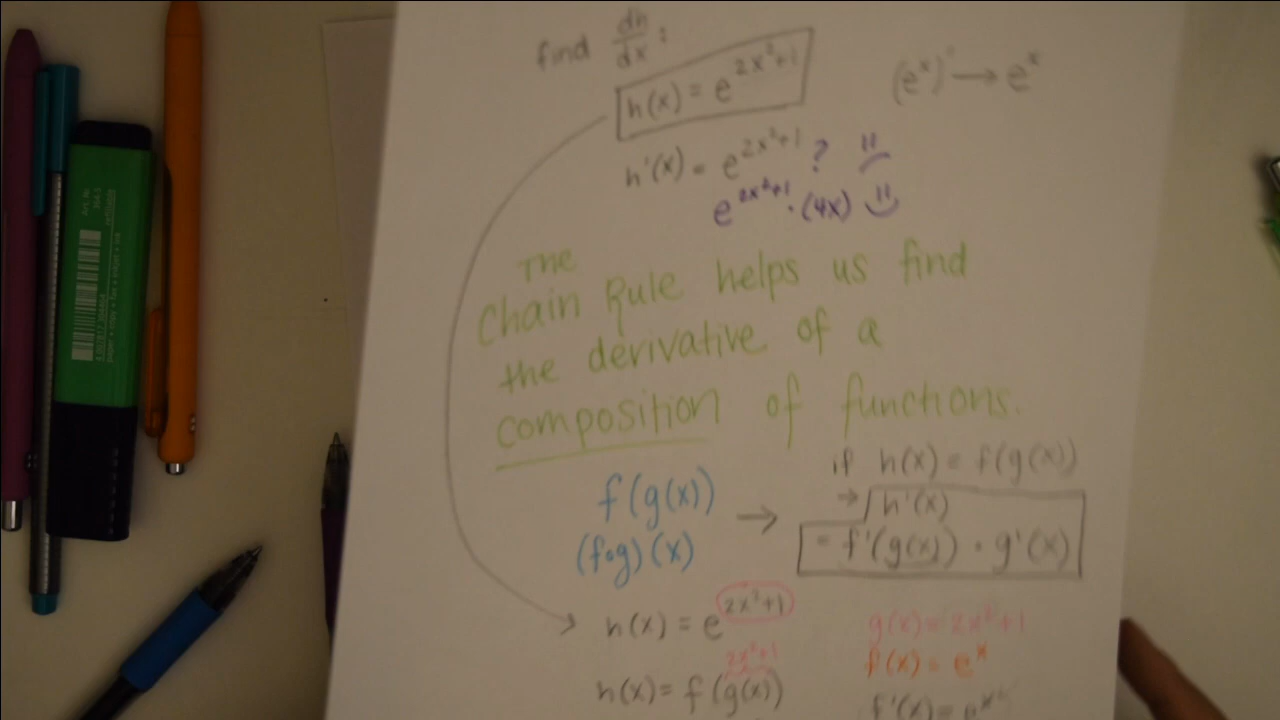 find dh/dx :
h(x) = e^{2x²+1}
(e^x)' → e^x
h'(x) = e^{2x²+1} ?
e^{2x²+1} · (4x)
The
Chain Rule helps us find
the derivative of a
composition of functions.
if h(x) = f(g(x))
f(g(x)) → → h'(x)
(f∘g)(x) = f'(g(x)) · g'(x)
h(x) = e^{2x²+1} g(x) = 2x²+1
2x²+1 f(x) = e^x
h(x) = f(g(x)) f'(x) = e^x